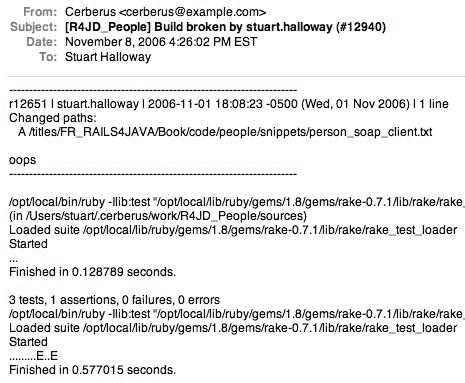 From: Cerberus <cerberus@example.com>
Subject: [R4JD_People] Build broken by stuart.halloway (#12940)
Date: November 8, 2006 4:26:02 PM EST
To: Stuart Halloway
----------------------------------------------------------------------
r12651 | stuart.halloway | 2006-11-01 18:08:23 -0500 (Wed, 01 Nov 2006) | 1 line
Changed paths:
A /titles/FR_RAILS4JAVA/Book/code/people/snippets/person_soap_client.txt
oops
----------------------------------------------------------------------
/opt/local/bin/ruby -Ilib:test "/opt/local/lib/ruby/gems/1.8/gems/rake-0.7.1/lib/rake/rake_
(in /Users/stuart/.cerberus/work/R4JD_People/sources)
Loaded suite /opt/local/lib/ruby/gems/1.8/gems/rake-0.7.1/lib/rake/rake_test_loader
Started
...
Finished in 0.128789 seconds.
3 tests, 1 assertions, 0 failures, 0 errors
/opt/local/bin/ruby -Ilib:test "/opt/local/lib/ruby/gems/1.8/gems/rake-0.7.1/lib/rake/rake_
Loaded suite /opt/local/lib/ruby/gems/1.8/gems/rake-0.7.1/lib/rake/rake_test_loader
Started
.........E..E
Finished in 0.577015 seconds.